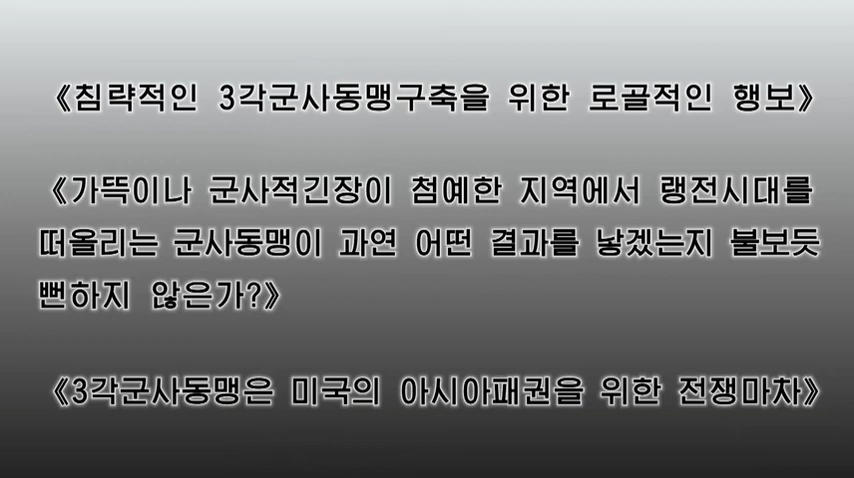 《침략적인 3각군사동맹구축을 위한 로골적인 행보》
《가뜩이나 군사적긴장이 첨예한 지역에서 랭전시대를
떠올리는 군사동맹이 과연 어떤 결과를 낳겠는지 불보듯
뻔하지 않은가?》
《3각군사동맹은 미국의 아시아패권을 위한 전쟁마차》